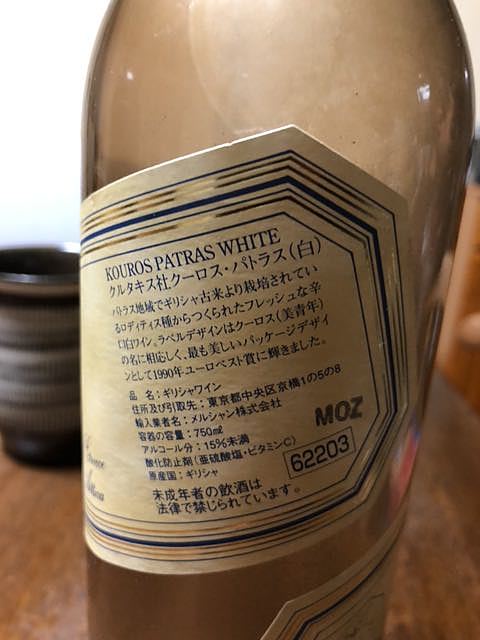 KOUROS PATRAS WHITE
クルタキス社クーロス・パトラス(白)
パトラス地域でギリシャ古来より栽培されてい
るロディティス種からつくられたフレッシュな辛
口白ワイン。ラベルデザインはクーロス(美青年)
の名に相応しく、最も美しいパッケージデザイ
ンとして1990年ユーロベスト賞に輝きました。
品名:ギリシャワイン
住所及び引取先:東京都中央区京橋1の5の8
輸入業者名:メルシャン株式会社
容器の容量:750ml
アルコール分:15%未満
酸化防止剤(亜硫酸塩・ビタミンC)
原産国:ギリシャ
MOZ
62203
未成年者の飲酒は
法律で禁じられています。